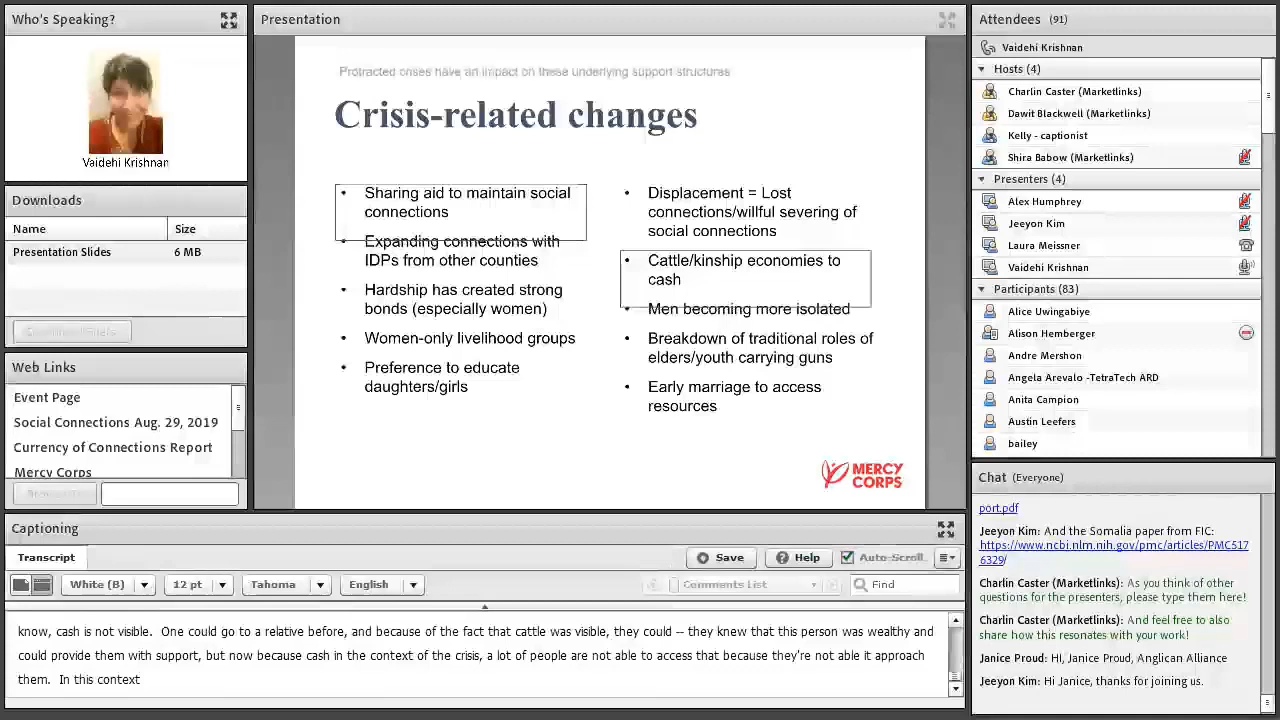 Who's Speaking?
Vaidehi Krishnan
Downloads
Name Size
Presentation Slides 6 MB
Web Links
Event Page
Social Connections Aug. 29, 2019
Currency of Connections Report
Mercy Corps
Presentation
Protracted crises have an impact on these underlying support structures
Crisis-related changes
• Sharing aid to maintain social
connections
• Expanding connections with
IDPs from other counties
• Hardship has created strong
bonds (especially women)
• Women-only livelihood groups
• Preference to educate
daughters/girls
• Displacement = Lost
connections/willful severing of
social connections
• Cattle/kinship economies to
cash
• Men becoming more isolated
• Breakdown of traditional roles of
elders/youth carrying guns
• Early marriage to access
resources
MERCY
CORPS
Captioning
Transcript
Save
Help
Auto-Scroll
White (B)
12 pt
Tahoma
English
Comments List
Find
know, cash is not visible. One could go to a relative before, and because of the fact that cattle was visible, they could -- they knew that this person was wealthy and
could provide them with support, but now because cash in the context of the crisis, a lot of people are not able to access that because they're not able it approach
them. In this context
Attendees (91)
Vaidehi Krishnan
Hosts (4)
Charlin Caster (Marketlinks)
Dawit Blackwell (Marketlinks)
Kelly - captionist
Shira Babow (Marketlinks)
Presenters (4)
Alex Humphrey
Jeeyon Kim
Laura Meissner
Vaidehi Krishnan
Participants (83)
Alice Uwingabiye
Alison Hemberger
Andre Mershon
Angela Arevalo -TetraTech ARD
Anita Campion
Austin Leefers
bailey
Chat (Everyone)
port.pdf
Jeeyon Kim: And the Somalia paper from FIC:
https://www.ncbi.nlm.nih.gov/pmc/articles/PMC517
6329/
Charlin Caster (Marketlinks): As you think of other
questions for the presenters, please type them here!
Charlin Caster (Marketlinks): And feel free to also
share how this resonates with your work!
Janice Proud: HI, Janice Proud, Anglican Alliance
Jeeyon Kim: Hi Janice, thanks for joining us.